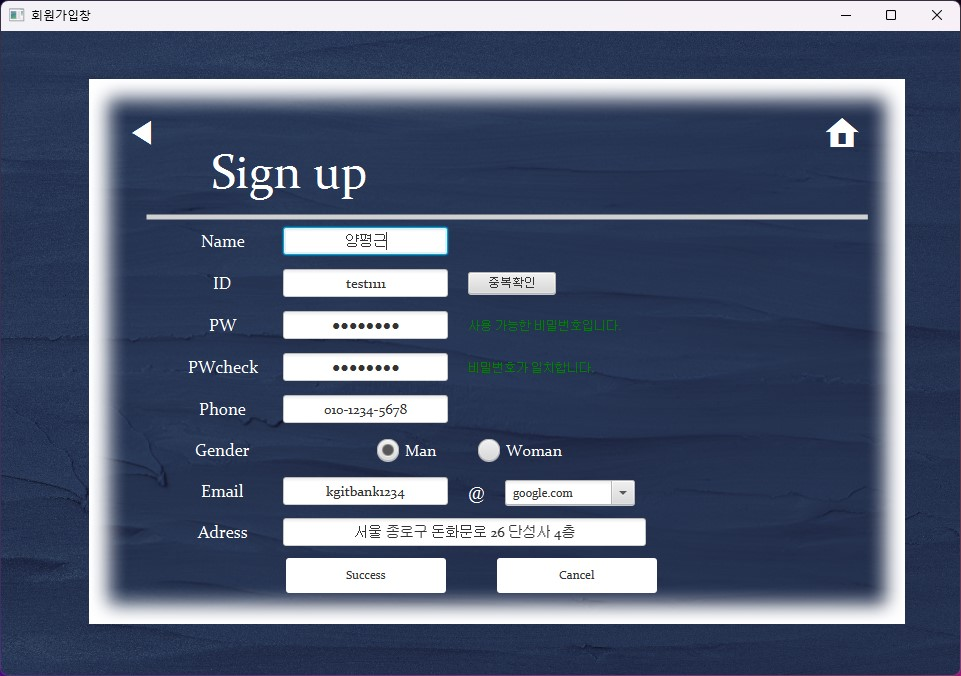 회원가입창
Sign up
Name 양평근
ID test1111 중복확인
PW ●●●●●●●● 사용 가능한 비밀번호입니다.
PWcheck ●●●●●●●● 비밀번호가 일치합니다.
Phone 010-1234-5678
Gender Man Woman
Email kgitbank1234 @ google.com
Adress 서울 종로구 돈화문로 26 단성사 4층
Success Cancel